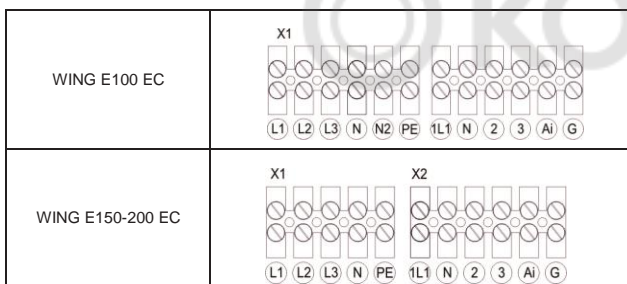 KO
X1
WING E100 EC
L1 L2 L3 N N2 PE 1L1 N 2 3 Ai G
X1 X2
WING E150-200 EC
L1 L2 L3 N PE 1L1 N 2 3 Ai G